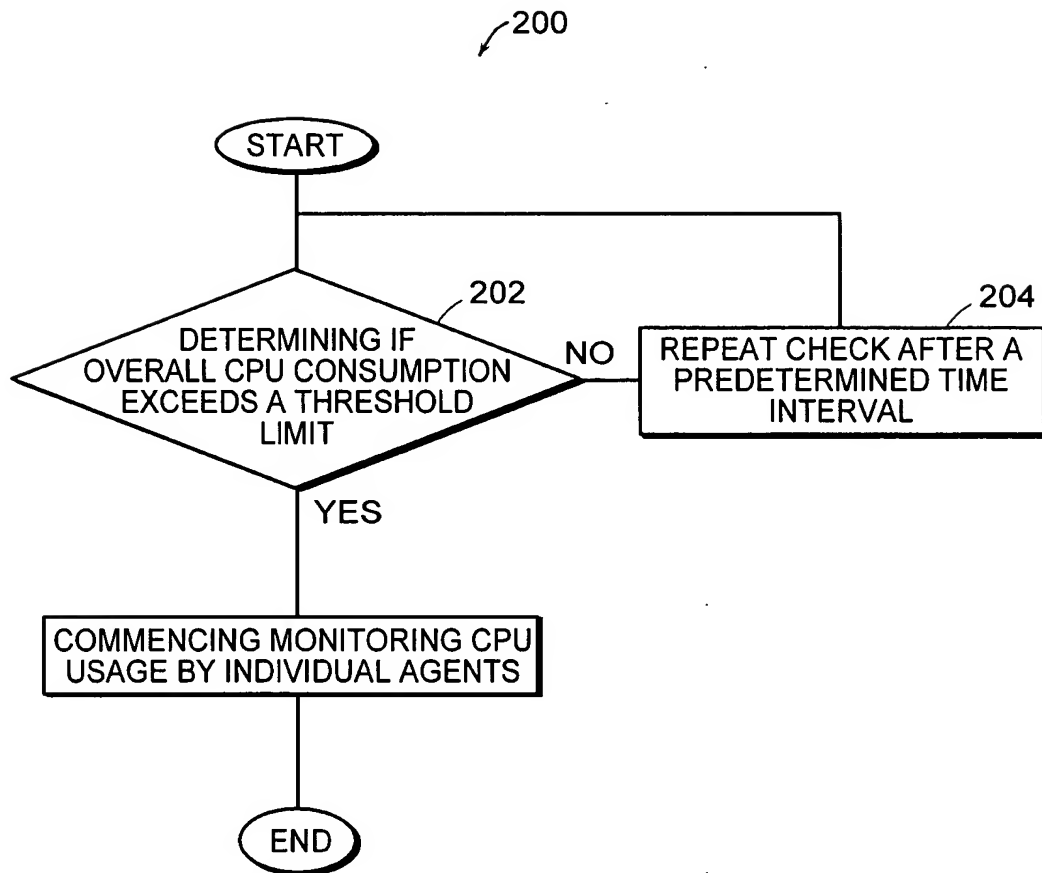 200
START
202
DETERMINING IF
OVERALL CPU CONSUMPTION
EXCEEDS A THRESHOLD
LIMIT
NO
204
REPEAT CHECK AFTER A
PREDETERMINED TIME
INTERVAL
YES
COMMENCING MONITORING CPU
USAGE BY INDIVIDUAL AGENTS
END